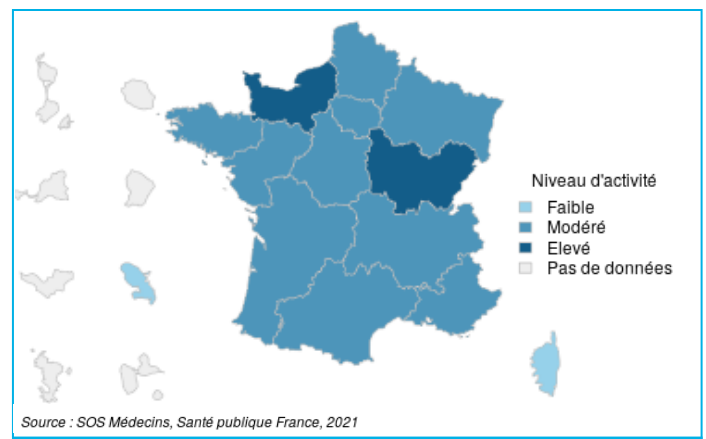 Niveau d'activité
Faible
Modéré
Elevé
Pas de données
Source : SOS Médecins, Santé publique France, 2021